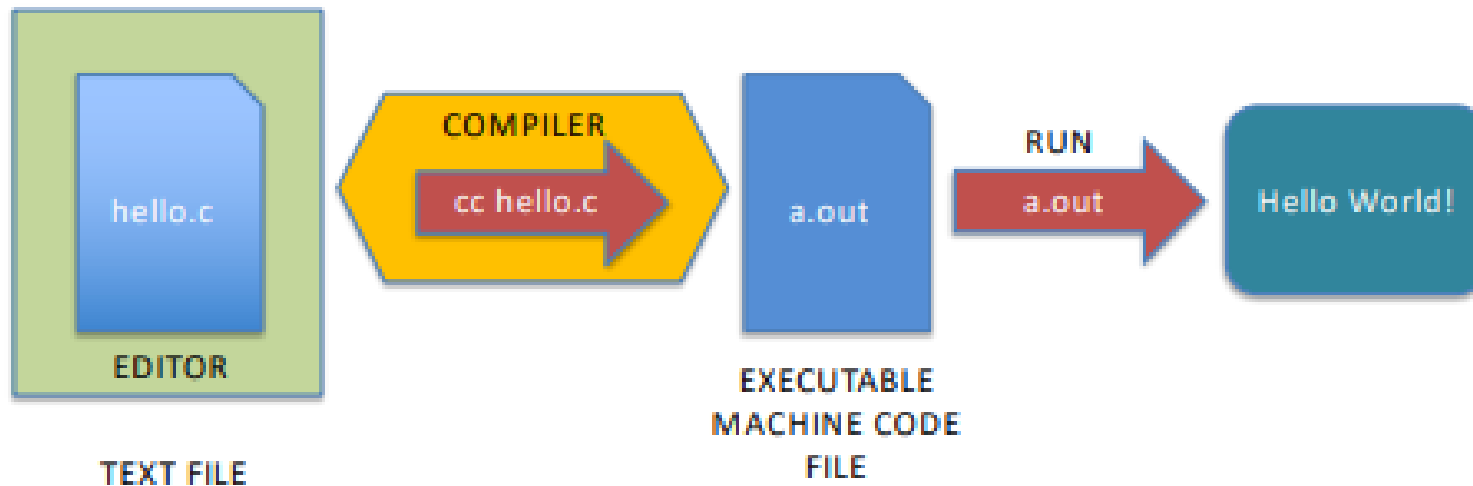 hello.c
EDITOR
TEXT FILE
COMPILER
cc hello.c
a.out
EXECUTABLE
MACHINE CODE
FILE
RUN
a.out
Hello World!